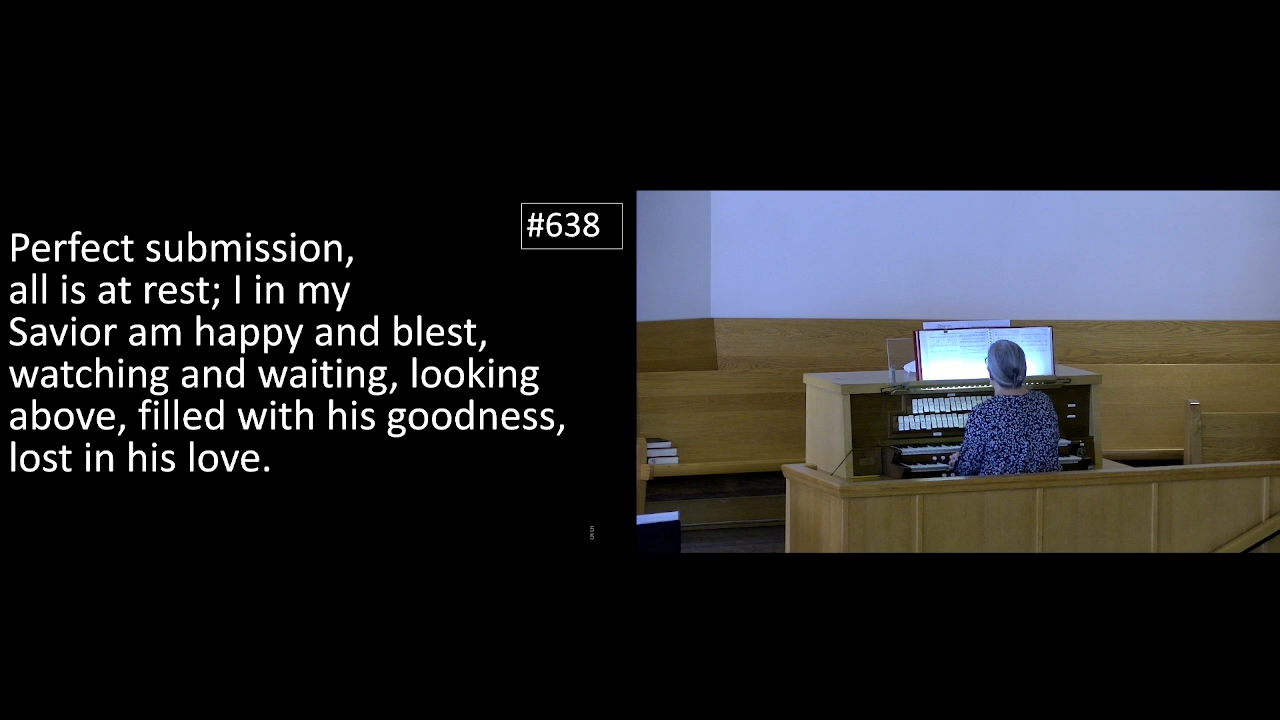 #638
Perfect submission,
all is at rest; I in my
Savior am happy and blest,
watching and waiting, looking
above, filled with his goodness,
lost in his love.